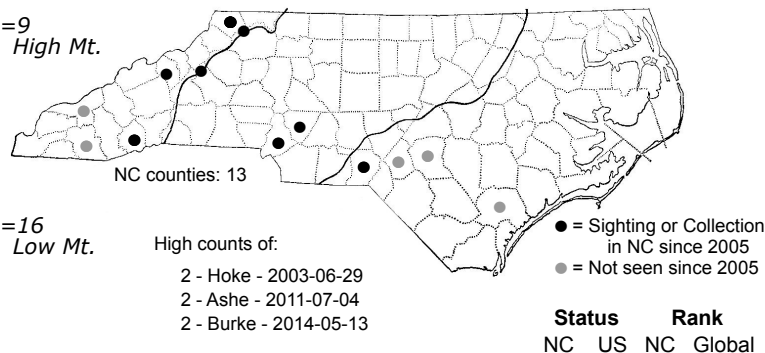 =9
High Mt.
NC counties: 13
=16
Low Mt.
High counts of:
2 - Hoke - 2003-06-29
2 - Ashe - 2011-07-04
2 - Burke - 2014-05-13
● = Sighting or Collection
in NC since 2005
● = Not seen since 2005
Status Rank
NC US NC Global